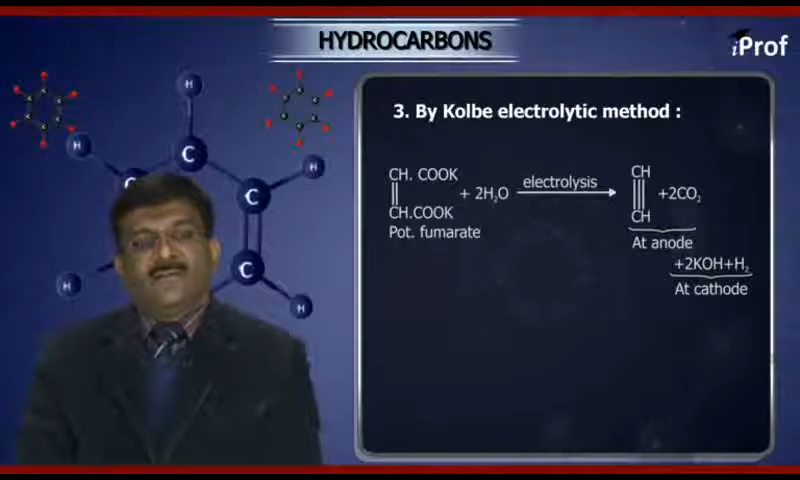 HYDROCARBONS
iProf
3. By Kolbe electrolytic method :
CH. COOK
||
CH.COOK
+ 2H₂O
electrolysis
CH
|||
CH
+2CO₂
Pot. fumarate
At anode
+2KOH+H₂
At cathode
H
H
C
H
C
C
C
H
H